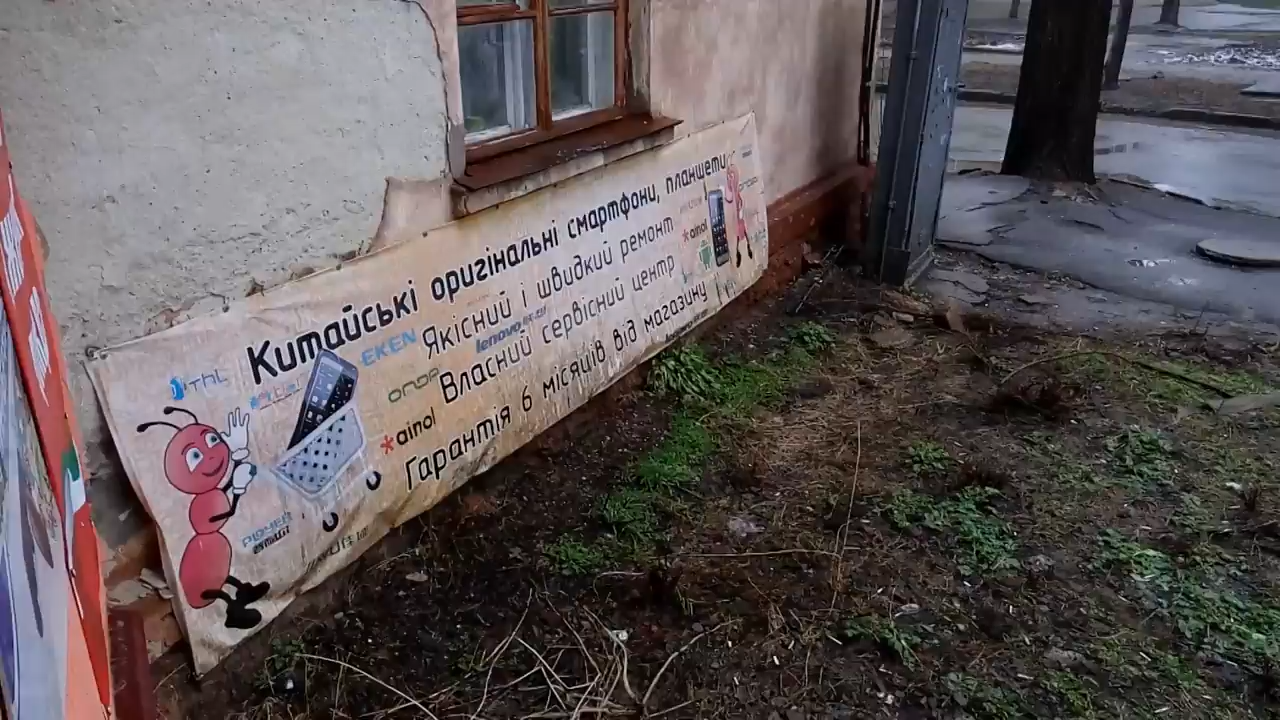 Китайські оригінальні смартфони, планшети
Якісний і швидкий ремонт
Власний сервісний центр
Гарантія 6 місяців від магазину
THL
EKEN
lenovo
*ainol
*ainol